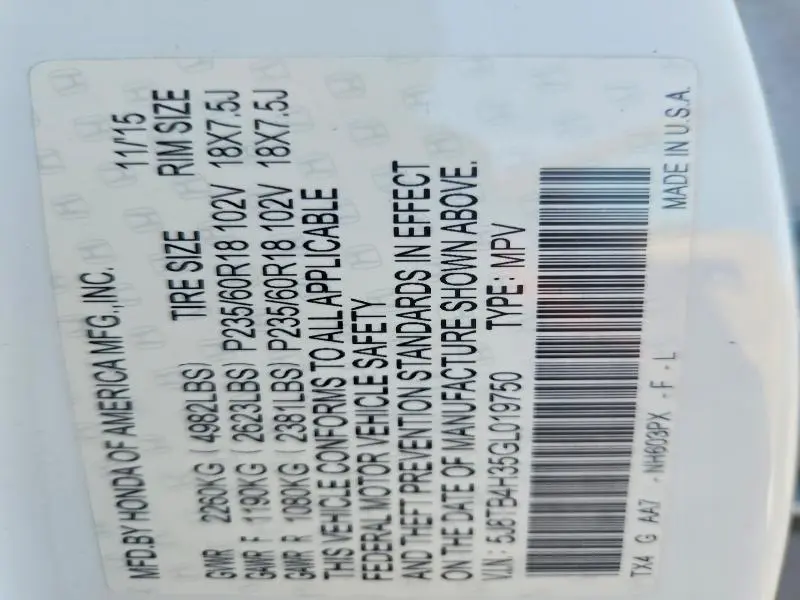 MFD.BY HONDA OF AMERICA MFG.,INC. 11/'15
TIRE SIZE RIM SIZE
GVWR 2260KG (4982LBS)
GAWR F 1190KG (2623LBS) P235/60R18 102V 18X7.5J
GAWR R 1080KG (2381LBS) P235/60R18 102V 18X7.5J
THIS VEHICLE CONFORMS TO ALL APPLICABLE
FEDERAL MOTOR VEHICLE SAFETY
AND THEFT PREVENTION STANDARDS IN EFFECT
ON THE DATE OF MANUFACTURE SHOWN ABOVE.
V.I.N : 5J8TB4H35GL019750 TYPE: MPV
TX4 G AA7 - NH603PX - F - L MADE IN U.S.A.